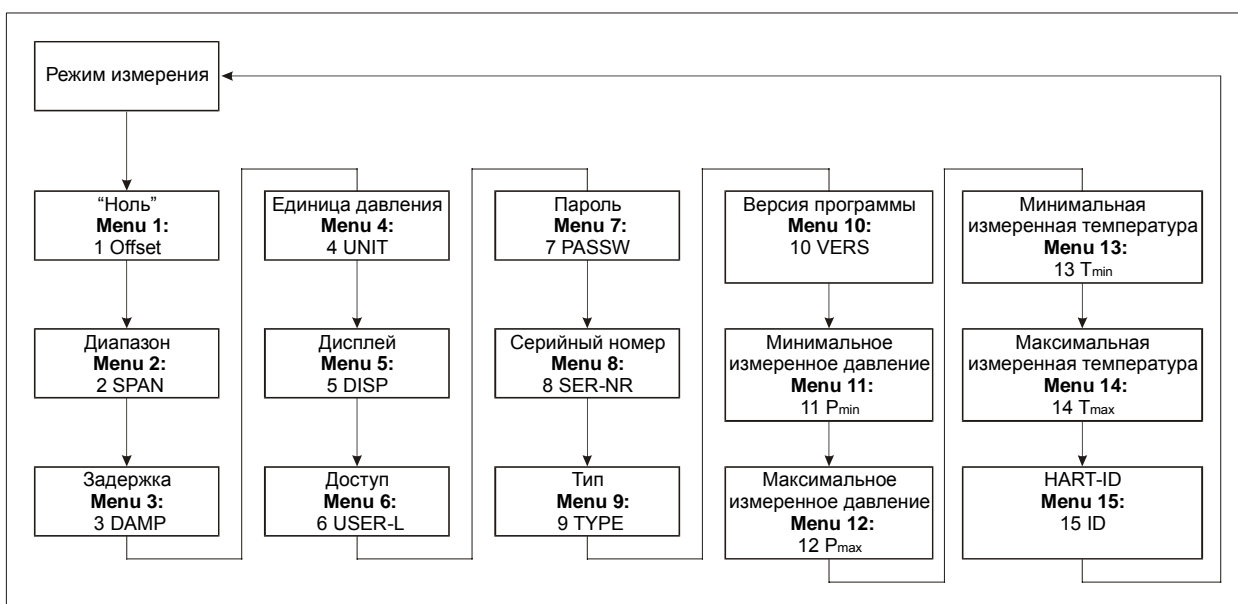 Режим измерения
“Ноль”
Menu 1:
1 Offset
Диапазон
Menu 2:
2 SPAN
Задержка
Menu 3:
3 DAMP
Единица давления
Menu 4:
4 UNIT
Дисплей
Menu 5:
5 DISP
Доступ
Menu 6:
6 USER-L
Пароль
Menu 7:
7 PASSW
Серийный номер
Menu 8:
8 SER-NR
Тип
Menu 9:
9 TYPE
Версия программы
Menu 10:
10 VERS
Минимальное
измеренное давление
Menu 11:
11 Pmin
Максимальное
измеренное давление
Menu 12:
12 Pmax
Минимальная
измеренная температура
Menu 13:
13 Tmin
Максимальная
измеренная температура
Menu 14:
14 Tmax
HART-ID
Menu 15:
15 ID